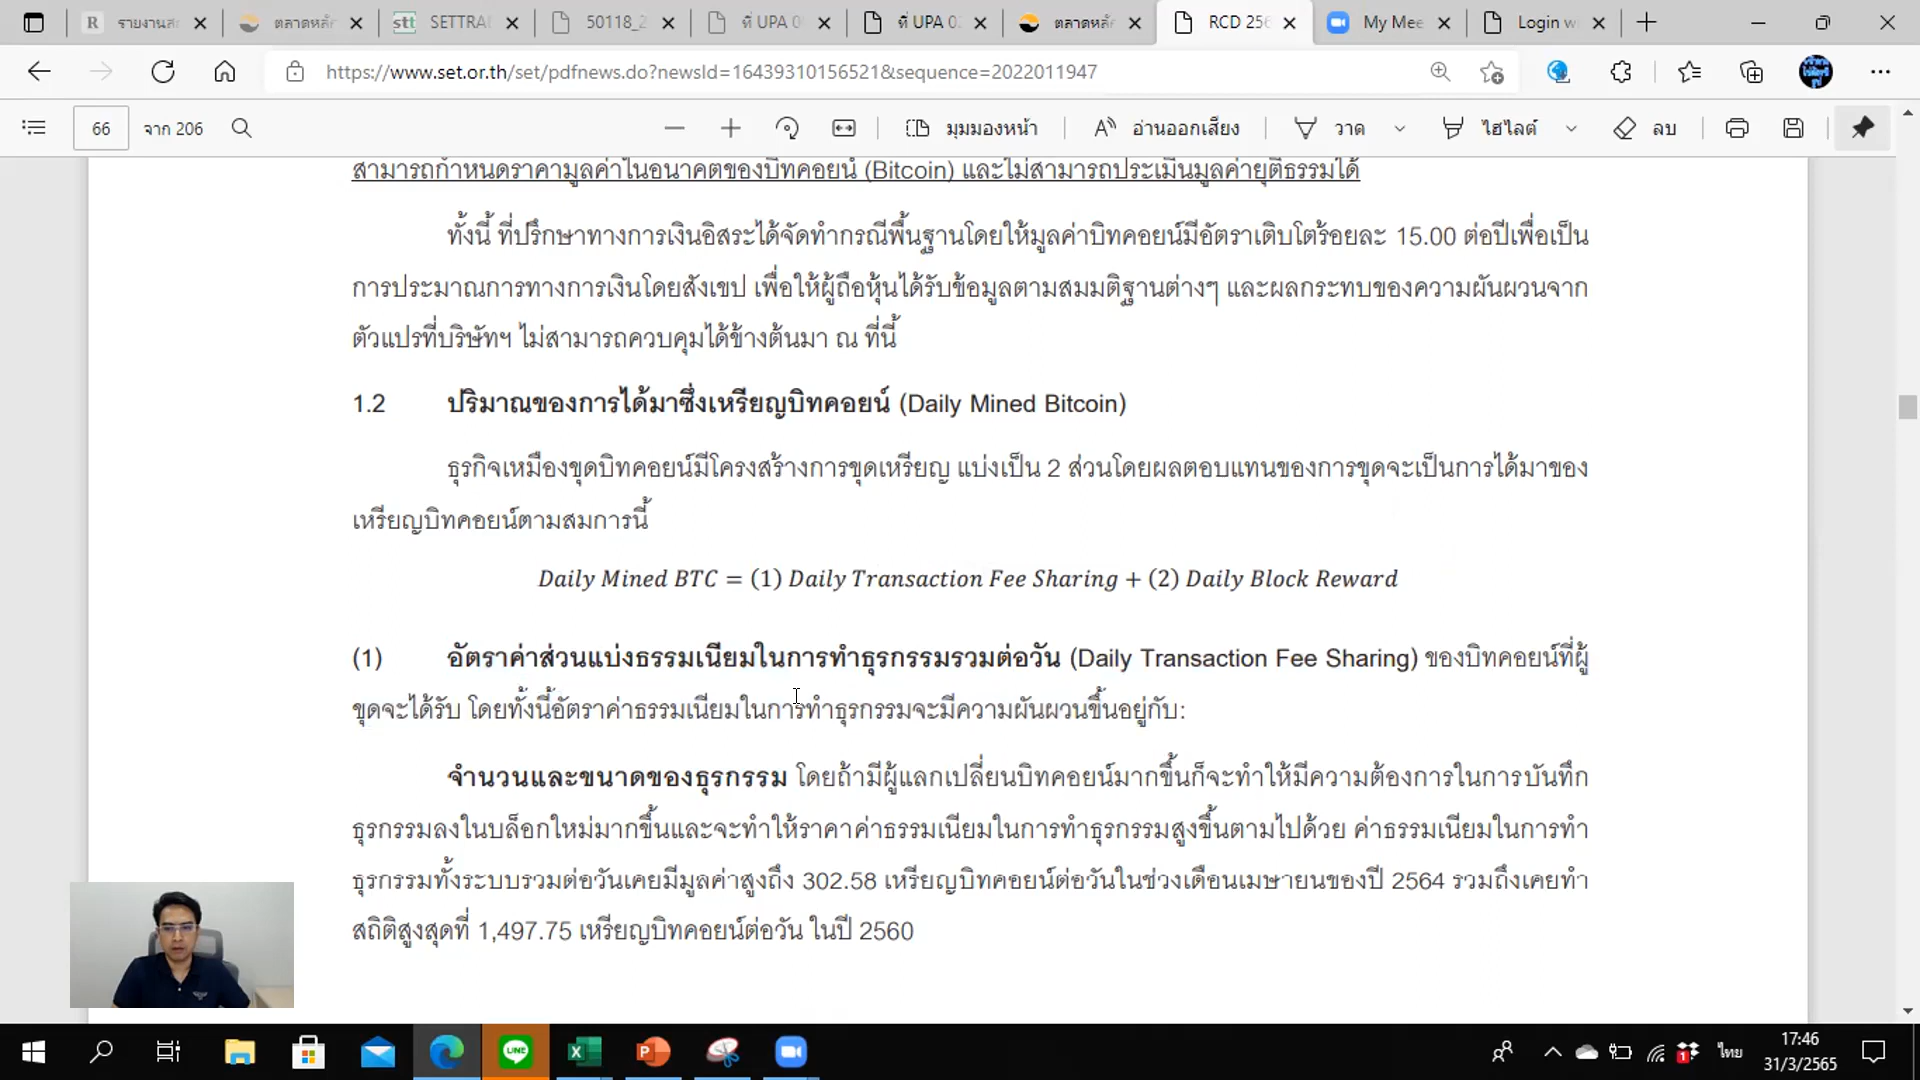 R รายงานสถ
ตลาดหลัก
stt SETTRA
50118_2
ที่ UPA 0
ที่ UPA 02
ตลาดหลัก
RCD 256
My Mee
Login w
https://www.set.or.th/set/pdfnews.do?newsId=16439310156521&sequence=2022011947
66 จาก 206
มุมมองหน้า
อ่านออกเสียง
วาด
ไฮไลต์
ลบ
สามารถกำหนดราคามูลค่าในอนาคตของบิทคอยน์ (Bitcoin) และไม่สามารถประเมินมูลค่ายุติธรรมได้
ทั้งนี้ ที่ปรึกษาทางการเงินอิสระได้จัดทำกรณีพื้นฐานโดยให้มูลค่าบิทคอยน์มีอัตราเติบโตร้อยละ 15.00 ต่อปีเพื่อเป็น
การประมาณการทางการเงินโดยสังเขป เพื่อให้ผู้ถือหุ้นได้รับข้อมูลตามสมมติฐานต่างๆ และผลกระทบของความผันผวนจาก
ตัวแปรที่บริษัทฯ ไม่สามารถควบคุมได้ข้างต้นมา ณ ที่นี้
1.2 ปริมาณของการได้มาซึ่งเหรียญบิทคอยน์ (Daily Mined Bitcoin)
ธุรกิจเหมืองขุดบิทคอยน์มีโครงสร้างการขุดเหรียญ แบ่งเป็น 2 ส่วนโดยผลตอบแทนของการขุดจะเป็นการได้มาของ
เหรียญบิทคอยน์ตามสมการนี้
Daily Mined BTC = (1) Daily Transaction Fee Sharing + (2) Daily Block Reward
(1) อัตราค่าส่วนแบ่งธรรมเนียมในการทำธุรกรรมรวมต่อวัน (Daily Transaction Fee Sharing) ของบิทคอยน์ที่ผู้
ขุดจะได้รับ โดยทั้งนี้อัตราค่าธรรมเนียมในการทำธุรกรรมจะมีความผันผวนขึ้นอยู่กับ:
จำนวนและขนาดของธุรกรรม โดยถ้ามีผู้แลกเปลี่ยนบิทคอยน์มากขึ้นก็จะทำให้มีความต้องการในการบันทึก
ธุรกรรมลงในบล็อกใหม่มากขึ้นและจะทำให้ราคาค่าธรรมเนียมในการทำธุรกรรมสูงขึ้นตามไปด้วย ค่าธรรมเนียมในการทำ
ธุรกรรมทั้งระบบรวมต่อวันเคยมีมูลค่าสูงถึง 302.58 เหรียญบิทคอยน์ต่อวันในช่วงเดือนเมษายนของปี 2564 รวมถึงเคยทำ
สถิติสูงสุดที่ 1,497.75 เหรียญบิทคอยน์ต่อวัน ในปี 2560
LINE
1
ไทย
17:46
31/3/2565